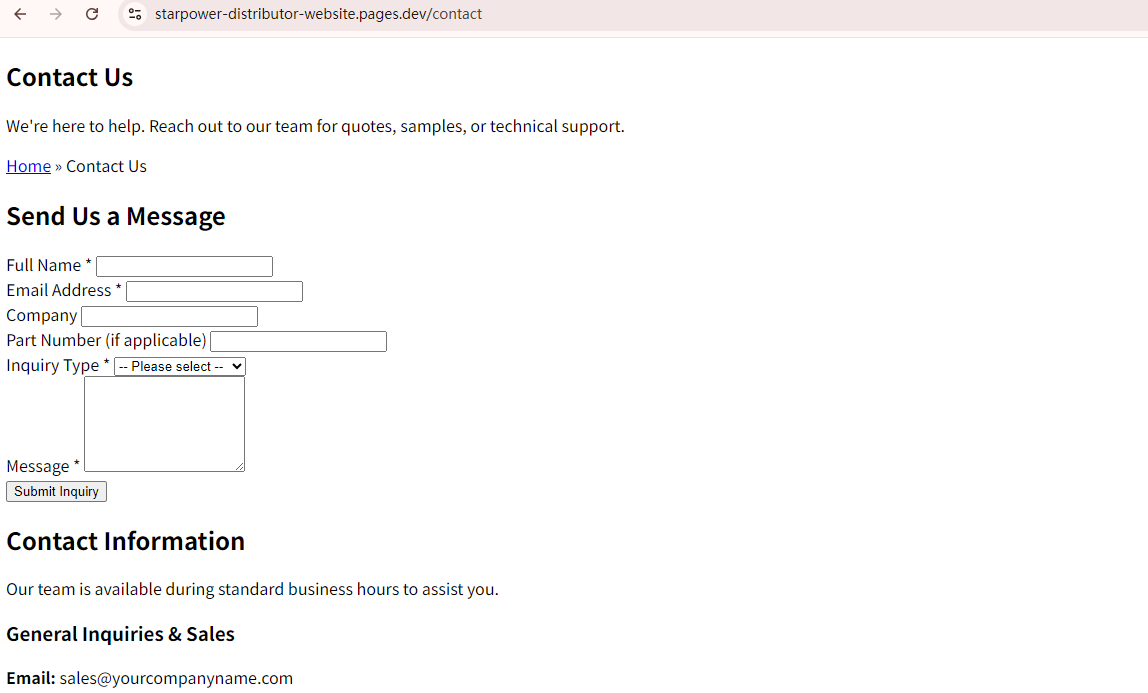 starpower-distributor-website.pages.dev/contact
Contact Us
We're here to help. Reach out to our team for quotes, samples, or technical support.
Home » Contact Us
Send Us a Message
Full Name *
Email Address *
Company
Part Number (if applicable)
Inquiry Type * -- Please select --
Message *
Submit Inquiry
Contact Information
Our team is available during standard business hours to assist you.
General Inquiries & Sales
Email: sales@yourcompanyname.com